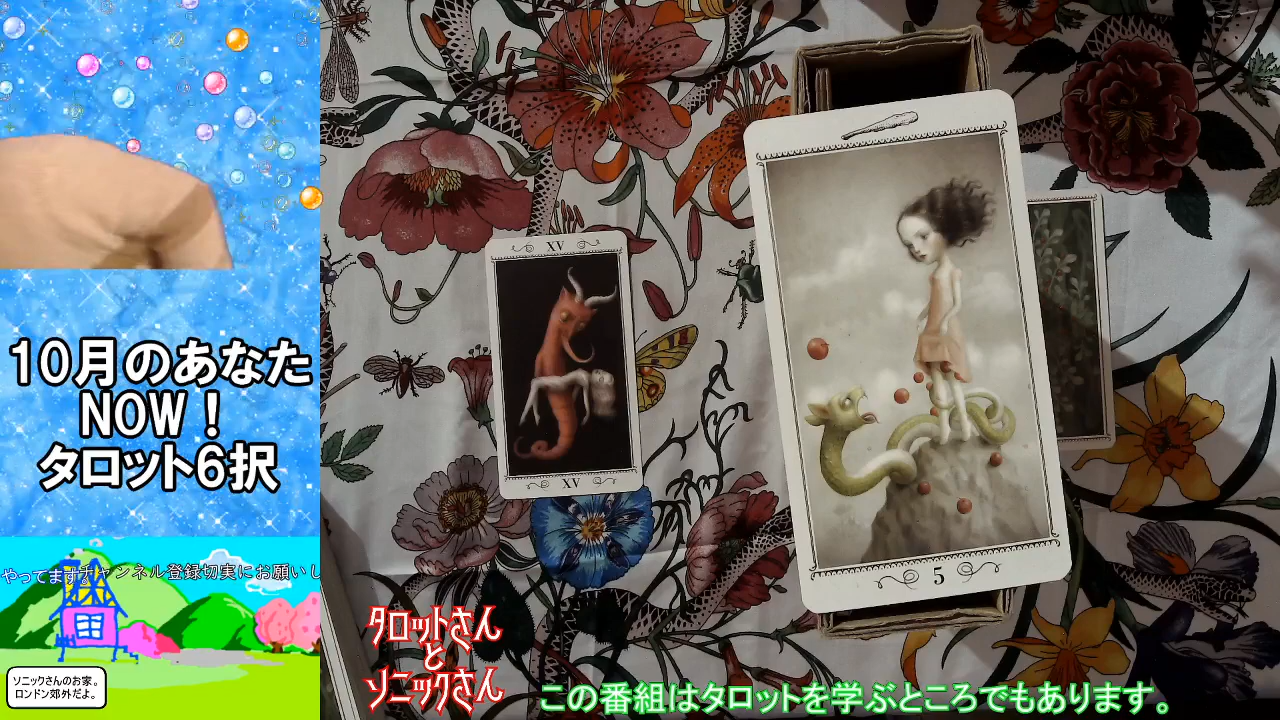 10月のあなた
NOW！
タロット6択
やってます。チャンネル登録切実にお願いし
ソニックさんのお家。
ロンドン郊外だよ。
XV
XV
5
タロットさん
と
ソニックさん
この番組はタロットを学ぶところでもあります。